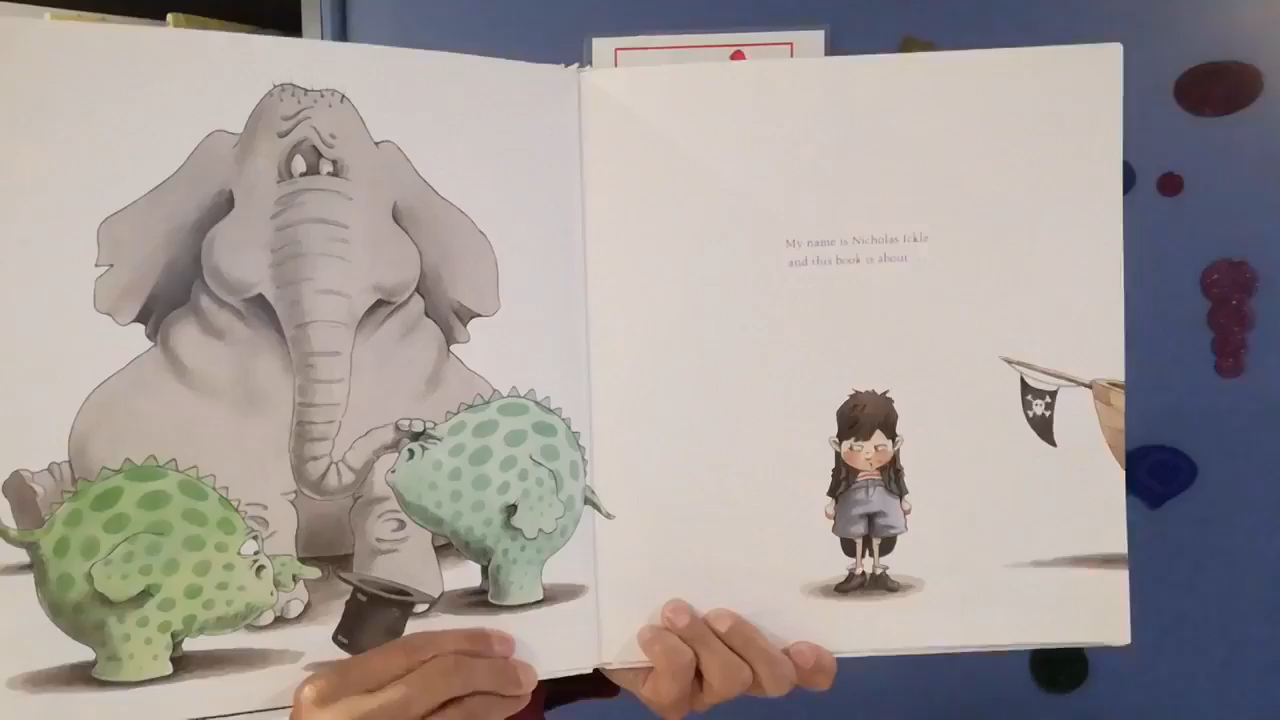 My name is Nicholas Ickle
and this book is about . . .